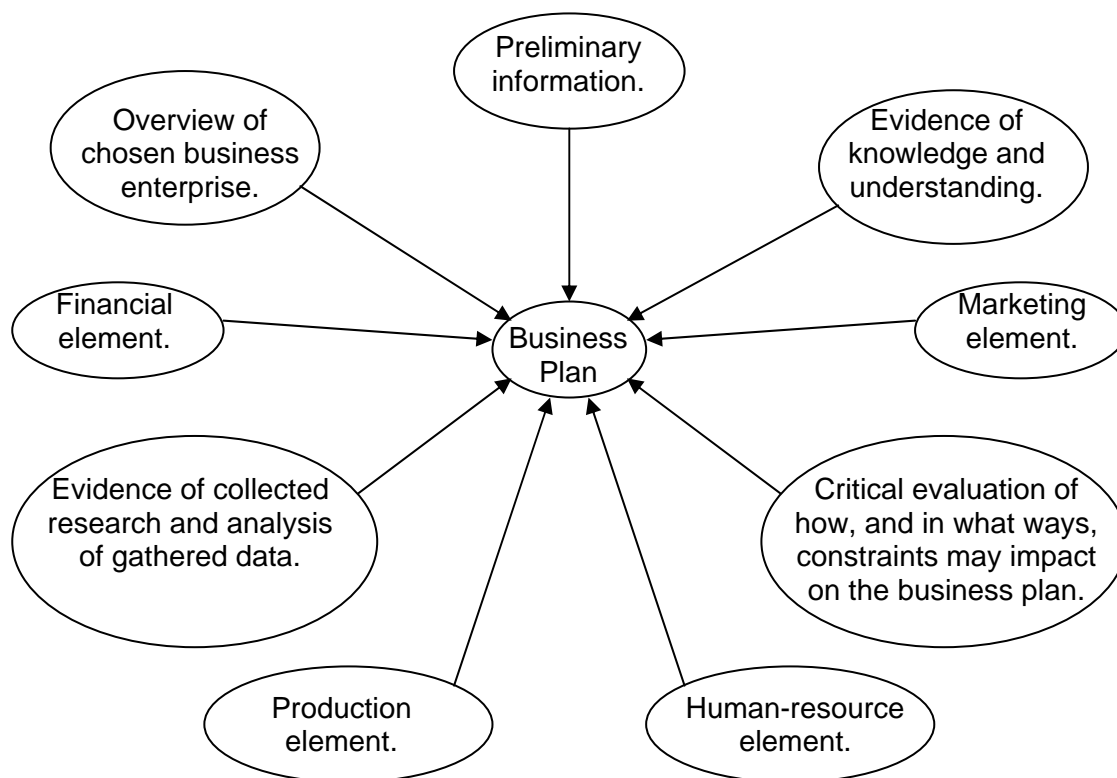 Preliminary
information.
Overview of
chosen business
enterprise.
Evidence of
knowledge and
understanding.
Financial
element.
Business
Plan
Marketing
element.
Evidence of collected
research and analysis
of gathered data.
Critical evaluation of
how, and in what ways,
constraints may impact
on the business plan.
Production
element.
Human-resource
element.